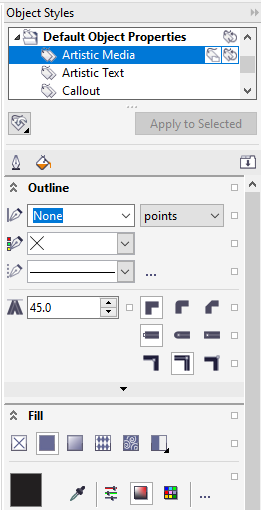 Object Styles
Default Object Properties
Artistic Media
Artistic Text
Callout
Apply to Selected
Outline
None points
...
45.0
Fill
...